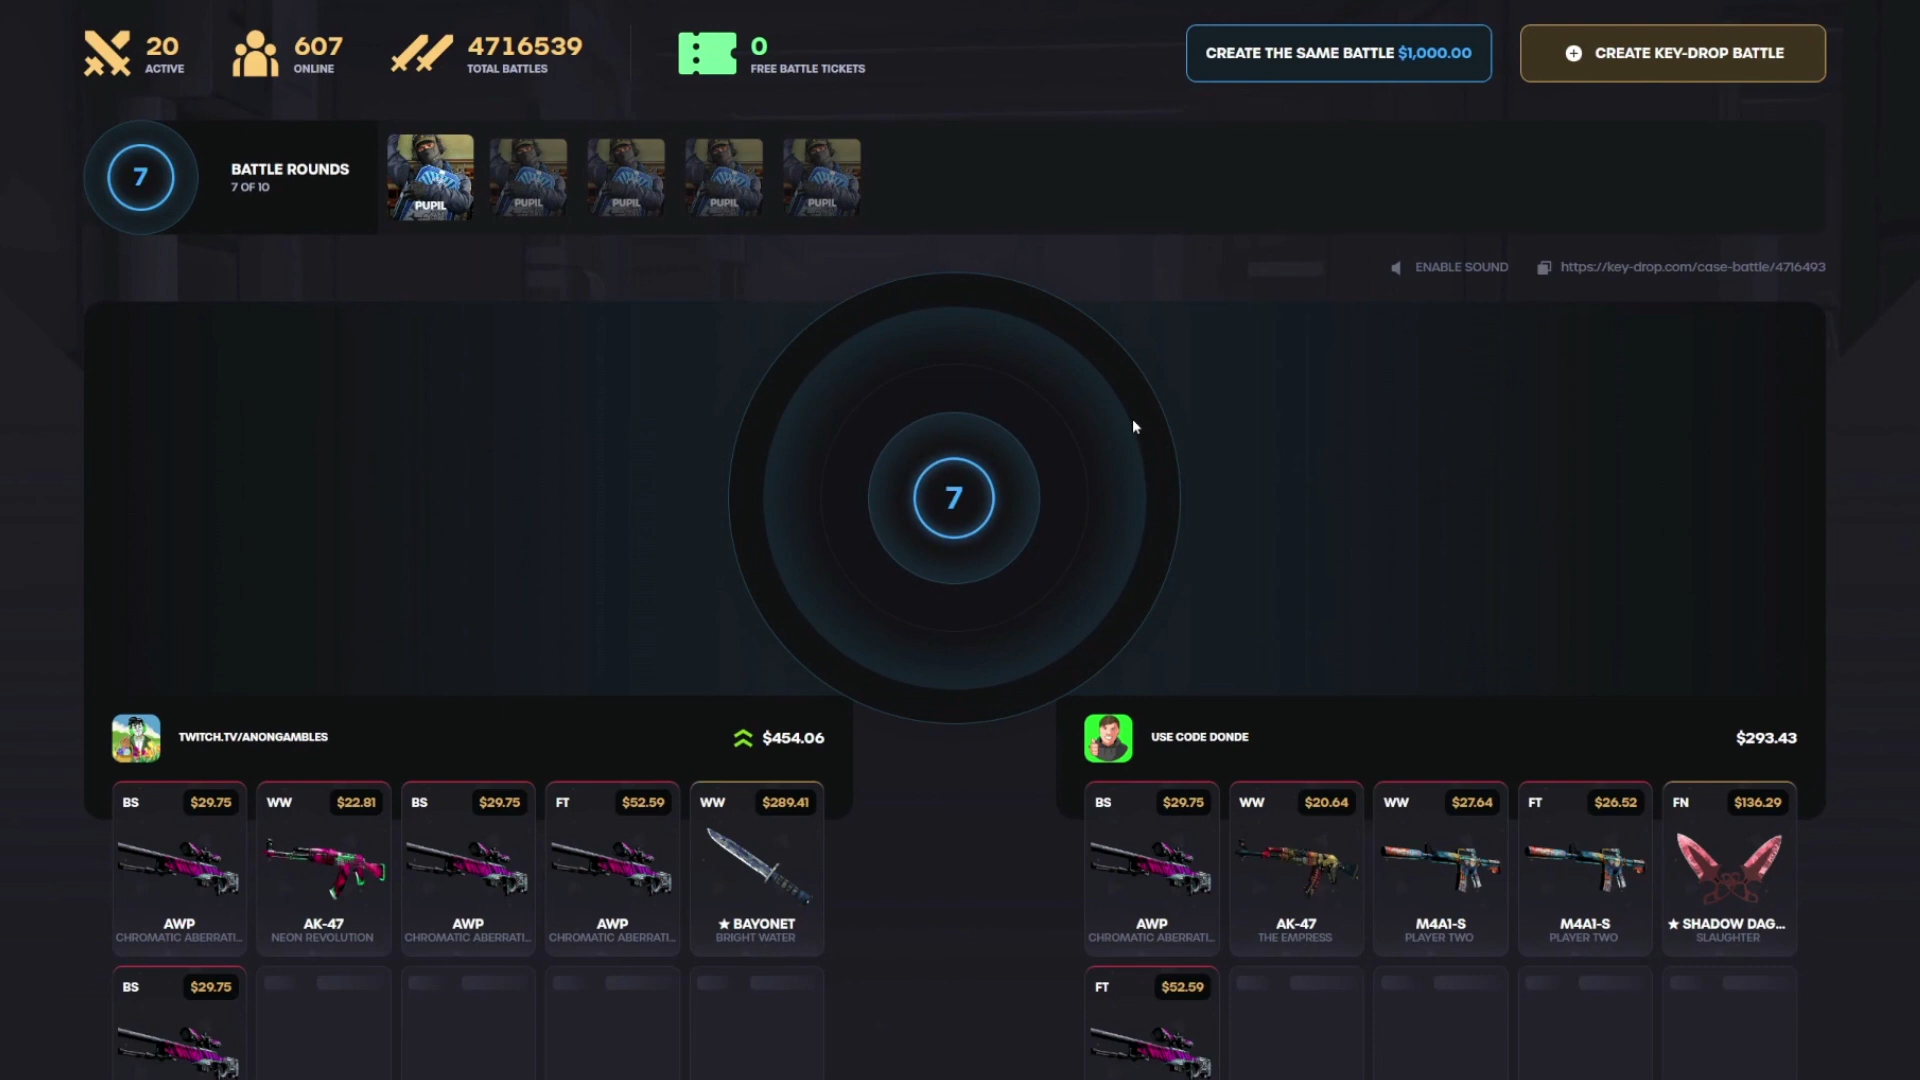 20
ACTIVE
607
ONLINE
4716539
TOTAL BATTLES
0
FREE BATTLE TICKETS
CREATE THE SAME BATTLE $1,000.00
CREATE KEY-DROP BATTLE
7
BATTLE ROUNDS
7 OF 10
PUPIL
PUPIL
PUPIL
PUPIL
PUPIL
ENABLE SOUND
https://key-drop.com/case-battle/4716493
7
TWITCH.TV/ANONGAMBLES
$454.06
USE CODE DONDE
$293.43
BS $29.75
AWP
CHROMATIC ABERRATI...
WW $22.81
AK-47
NEON REVOLUTION
BS $29.75
AWP
CHROMATIC ABERRATI...
FT $52.59
AWP
CHROMATIC ABERRATI...
WW $289.41
★ BAYONET
BRIGHT WATER
BS $29.75
AWP
CHROMATIC ABERRATI...
WW $20.64
AK-47
THE EMPRESS
WW $27.64
M4A1-S
PLAYER TWO
FT $26.52
M4A1-S
PLAYER TWO
FN $136.29
★ SHADOW DAG...
SLAUGHTER
BS $29.75
FT $52.59